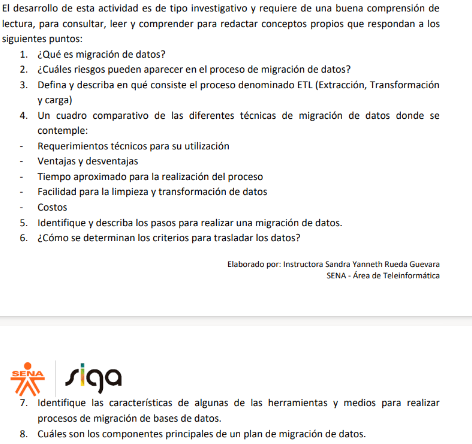 El desarrollo de esta actividad es de tipo investigativo y requiere de una buena comprensión de
lectura, para consultar, leer y comprender para redactar conceptos propios que respondan a los
siguientes puntos:
1. ¿Qué es migración de datos?
2. ¿Cuáles riesgos pueden aparecer en el proceso de migración de datos?
3. Defina y describa en qué consiste el proceso denominado ETL (Extracción, Transformación
y carga)
4. Un cuadro comparativo de las diferentes técnicas de migración de datos donde se
contemple:
- Requerimientos técnicos para su utilización
- Ventajas y desventajas
- Tiempo aproximado para la realización del proceso
- Facilidad para la limpieza y transformación de datos
- Costos
5. Identifique y describa los pasos para realizar una migración de datos.
6. ¿Cómo se determinan los criterios para trasladar los datos?
Elaborado por: Instructora Sandra Yanneth Rueda Guevara
SENA - Área de Teleinformática
SENA siga
7. Identifique las características de algunas de las herramientas y medios para realizar
procesos de migración de bases de datos.
8. Cuáles son los componentes principales de un plan de migración de datos.